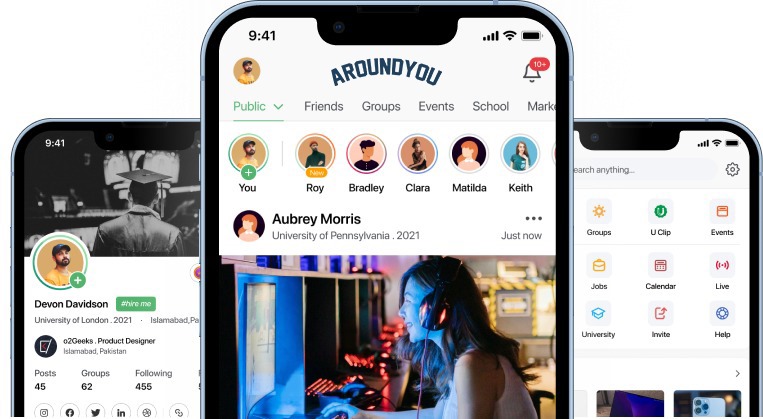 9:41
Devon Davidson
#hire me
University of London . 2021 · Islamabad,Pa
o2Geeks . Product Designer
Islamabad, Pakistan
Posts Groups Following
45 62 455
9:41
AROUNDYOU
10+
Public Friends Groups Events School Marke
You
New
Roy Bradley Clara Matilda Keith
Aubrey Morris
University of Pennsylvania . 2021
Just now
earch anything...
Groups U Clip Events
Jobs Calendar Live
University Invite Help